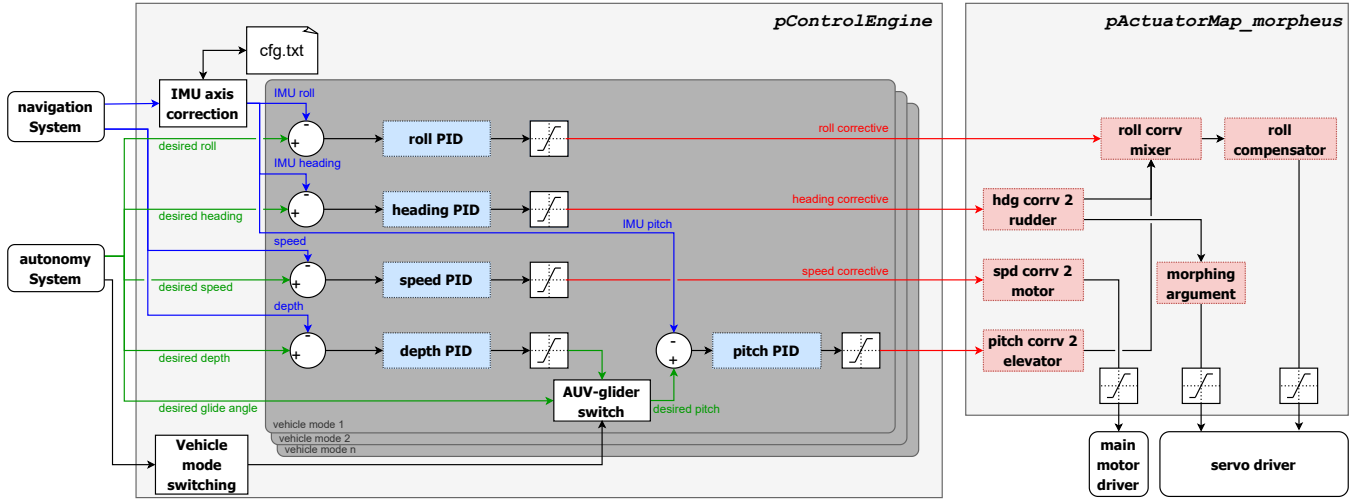 pControlEngine
pActuatorMap_morpheus
cfg.txt
navigation
System
IMU axis
correction
IMU roll
roll PID
roll corrective
roll corrv
mixer
roll
compensator
desired roll
IMU heading
heading PID
heading corrective
hdg corrv 2
rudder
desired heading
IMU pitch
speed
autonomy
System
speed PID
speed corrective
spd corrv 2
motor
morphing
argument
desired speed
depth
depth PID
pitch PID
pitch corrv 2
elevator
desired depth
AUV-glider
switch
desired glide angle
desired pitch
vehicle mode 1
vehicle mode 2
vehicle mode n
Vehicle
mode
switching
main
motor
driver
servo driver
- + - + - + - + - +